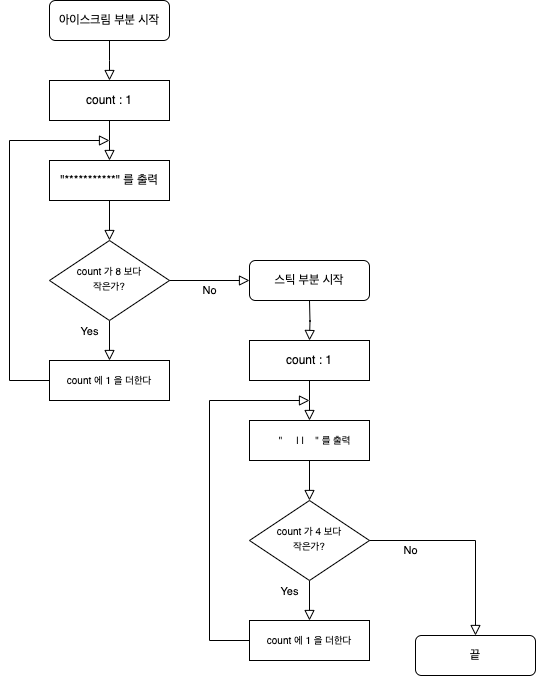 아이스크림 부분 시작
count : 1
"***********" 를 출력
count 가 8 보다
작은가?
No
Yes
count 에 1 을 더한다
스틱 부분 시작
count : 1
"    ||    " 를 출력
count 가 4 보다
작은가?
No
Yes
count 에 1 을 더한다
끝